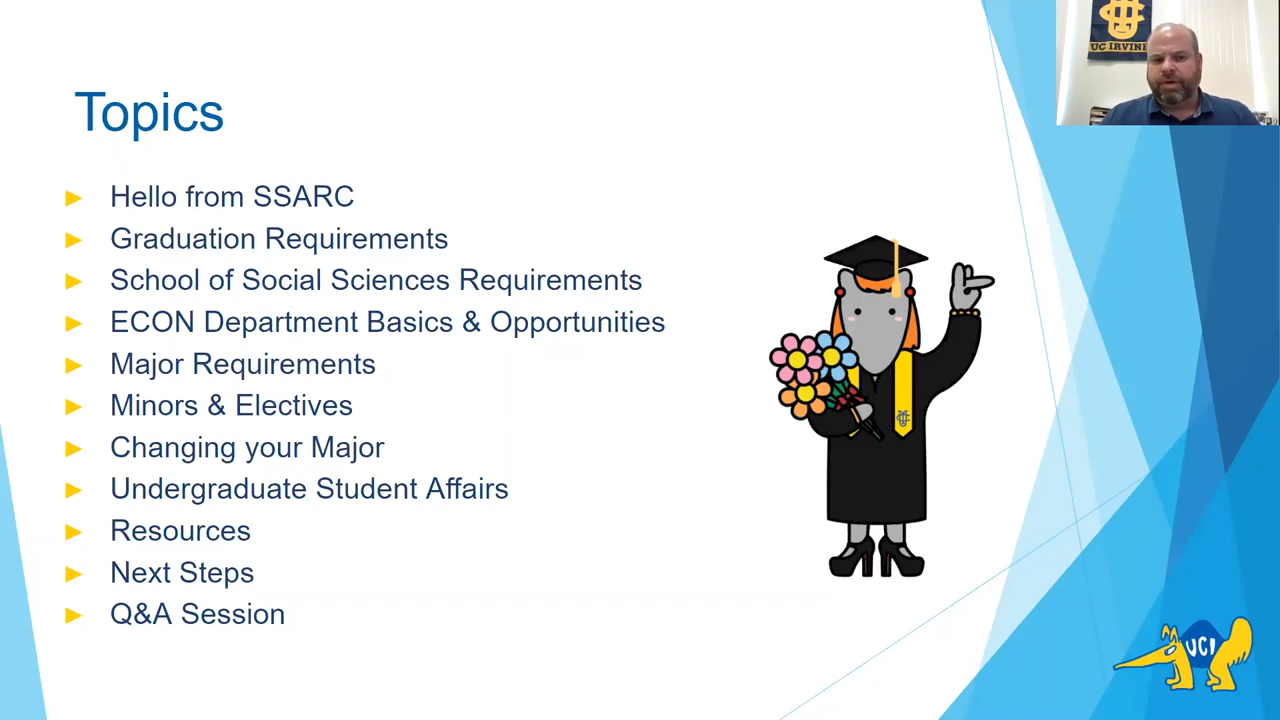 UC IRVINE
Topics
Hello from SSARC
Graduation Requirements
School of Social Sciences Requirements
ECON Department Basics & Opportunities
Major Requirements
Minors & Electives
Changing your Major
Undergraduate Student Affairs
Resources
Next Steps
Q&A Session
UCI